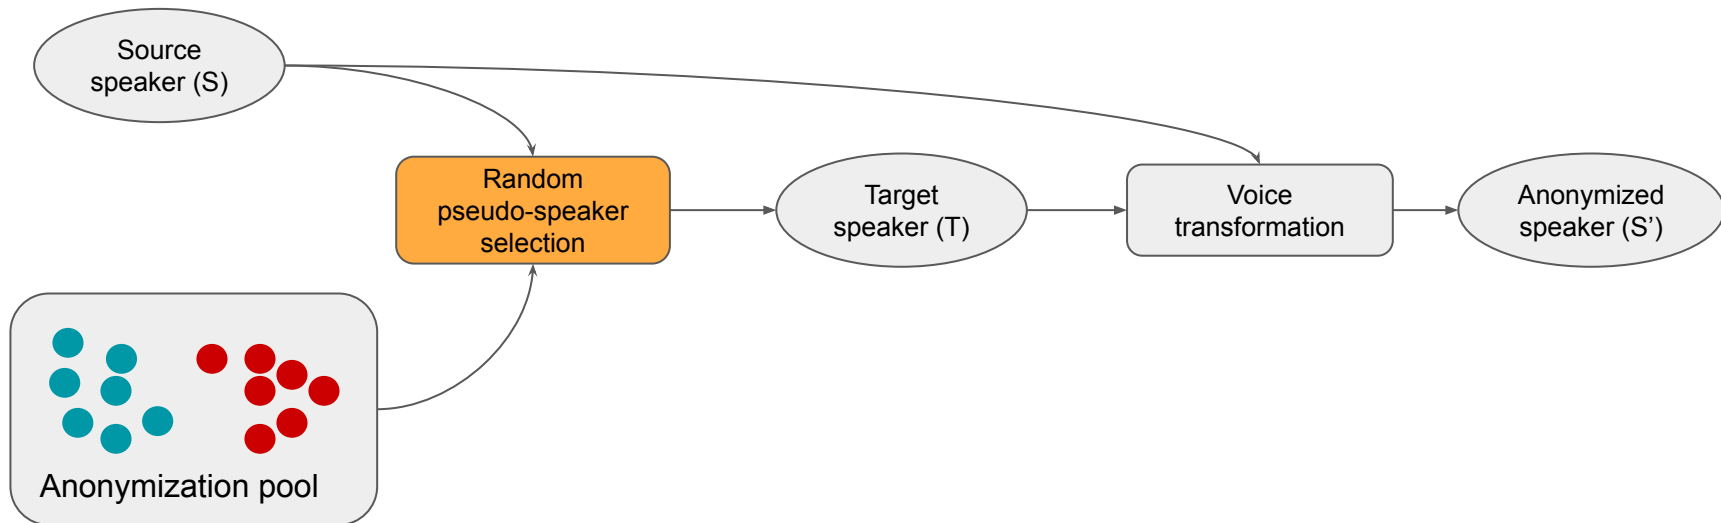 Source
speaker (S)
Random
pseudo-speaker
selection
Target
speaker (T)
Voice
transformation
Anonymized
speaker (S’)
Anonymization pool